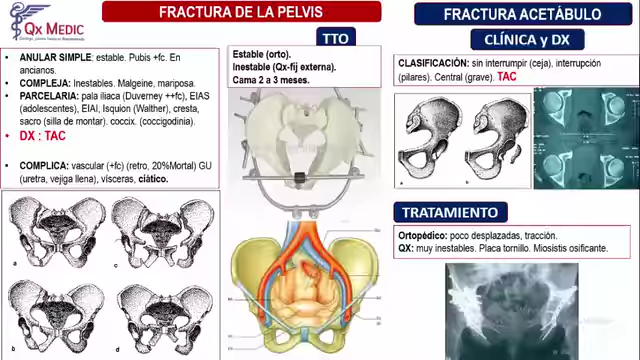 Qx MEDIC
FRACTURA DE LA PELVIS
• ANULAR SIMPLE: estable. Pubis +fc. En
ancianos.
• COMPLEJA: Inestables. Malgeine, mariposa.
• PARCELARIA: pala iliaca (Duverney ++fc), EIAS
(adolescentes), EIAI, Isquion (Walther), cresta,
sacro (silla de montar). coccix. (coccigodinia).
• DX : TAC
• COMPLICA: vascular (+fc) (retro, 20%Mortal) GU
(uretra, vejiga llena), vísceras, ciático.
a
c
b
d
TTO
Estable (orto).
Inestable (Qx-fij externa).
Cama 2 a 3 meses.
FRACTURA ACETÁBULO
CLÍNICA y DX
CLASIFICACIÓN: sin interrumpir (ceja), interrupción
(pilares). Central (grave). TAC
a
b
TRATAMIENTO
Ortopédico: poco desplazadas, tracción.
QX: muy inestables. Placa tornillo. Miosistis osificante.